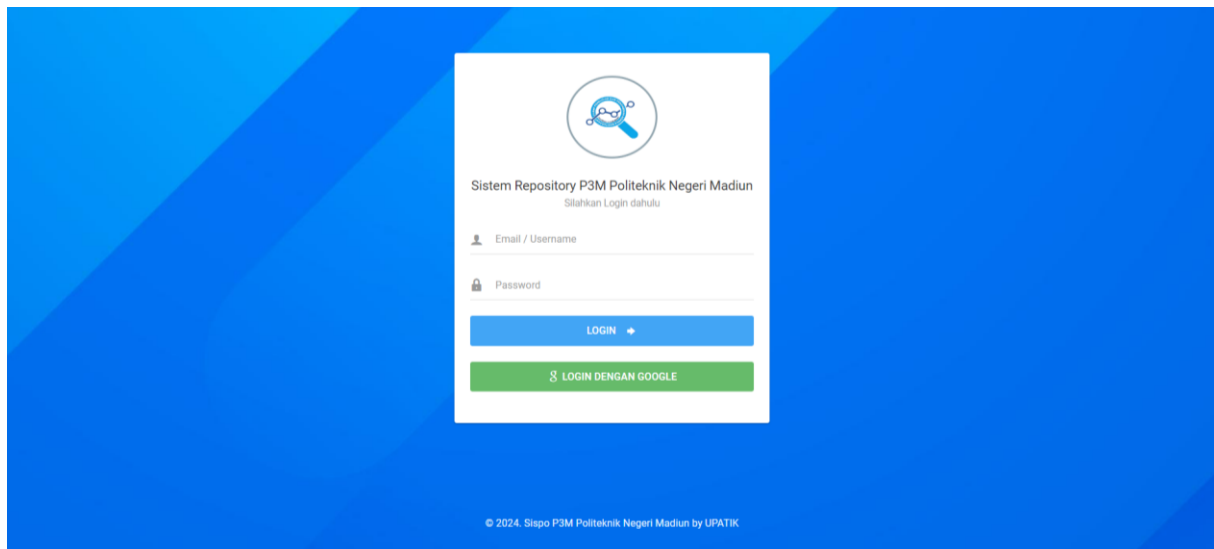 Sistem Repository P3M Politeknik Negeri Madiun
Silahkan Login dahulu
Email / Username
Password
LOGIN
LOGIN DENGAN GOOGLE
© 2024. Sispo P3M Politeknik Negeri Madiun by UPATIK